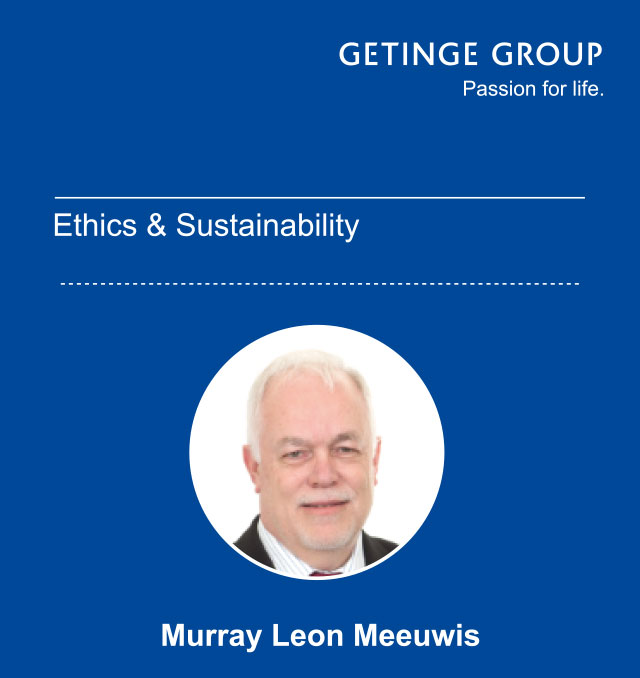 GETINGE GROUP
Passion for life.
Ethics & Sustainability
Murray Leon Meeuwis